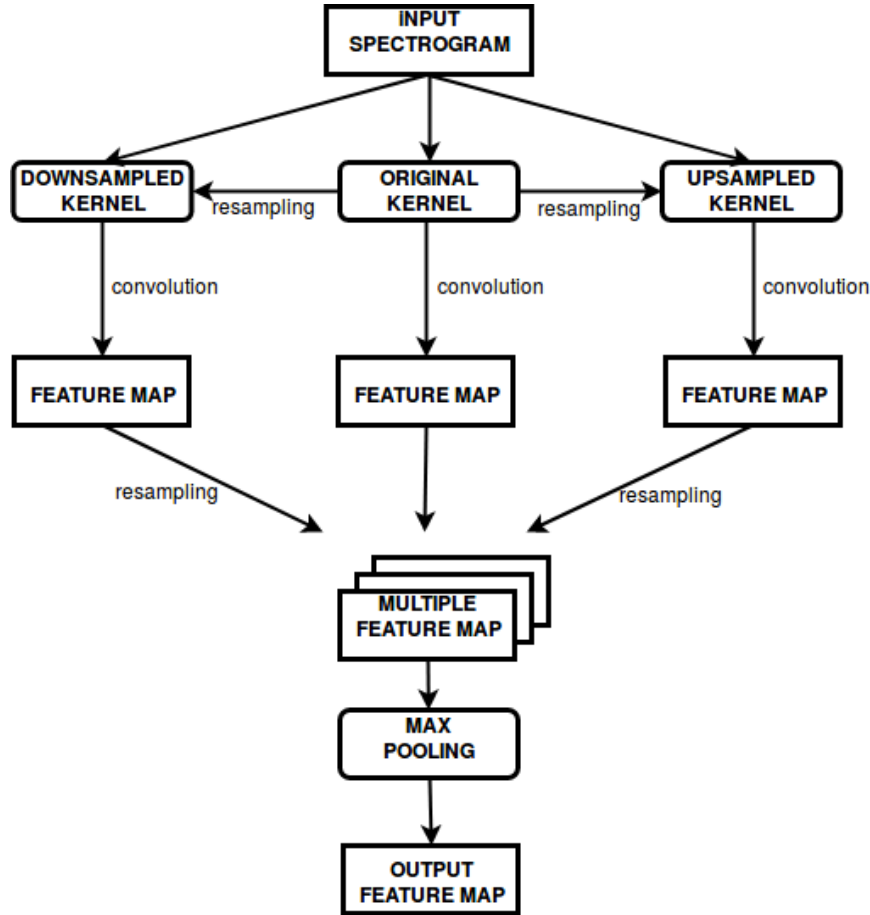 INPUT
SPECTROGRAM
DOWNSAMPLED
KERNEL
resampling
ORIGINAL
KERNEL
resampling
UPSAMPLED
KERNEL
convolution
convolution
convolution
FEATURE MAP
FEATURE MAP
FEATURE MAP
resampling
resampling
MULTIPLE
FEATURE MAP
MAX
POOLING
OUTPUT
FEATURE MAP